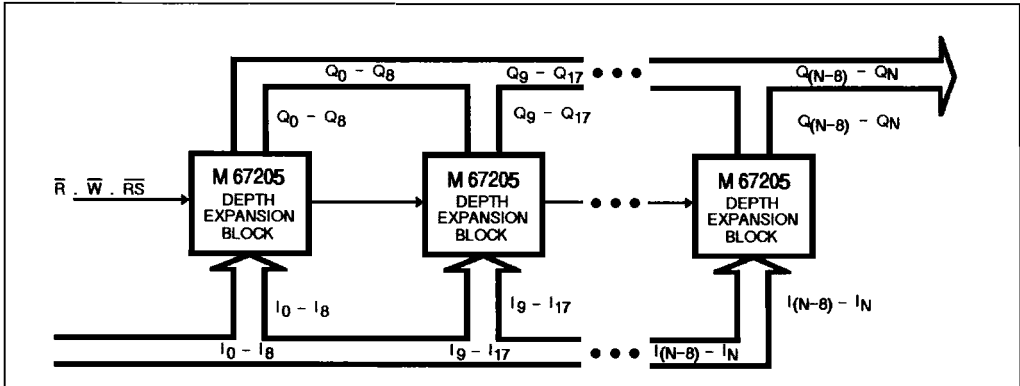 Q0 – Q8
Q9 – Q17
Q(N–8) – QN
Q0 – Q8
Q9 – Q17
Q(N–8) – QN
R̅ . W̅ . R̅S̅
M 67205
DEPTH
EXPANSION
BLOCK
M 67205
DEPTH
EXPANSION
BLOCK
M 67205
DEPTH
EXPANSION
BLOCK
I0 – I8
I9 – I17
I(N–8) – IN
I0 – I8
I9 – I17
I(N–8) – IN